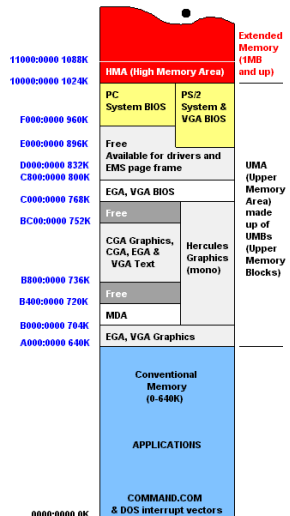 Extended
Memory
(1MB
and up)
11000:0000 1088K
HMA (High Memory Area)
10000:0000 1024K
PC
System BIOS
PS/2
System &
VGA BIOS
F000:0000 960K
E000:0000 896K
Free
Available for drivers and
EMS page frame
D000:0000 832K
C800:0000 800K
EGA, VGA BIOS
C000:0000 768K
Free
BC00:0000 752K
CGA Graphics,
CGA, EGA &
VGA Text
Hercules
Graphics
(mono)
UMA
(Upper
Memory
Area)
made
up of
UMBs
(Upper
Memory
Blocks)
B800:0000 736K
Free
B400:0000 720K
MDA
B000:0000 704K
EGA, VGA Graphics
A000:0000 640K
Conventional
Memory
(0-640K)
APPLICATIONS
COMMAND.COM
& DOS interrupt vectors
0000:0000 0K